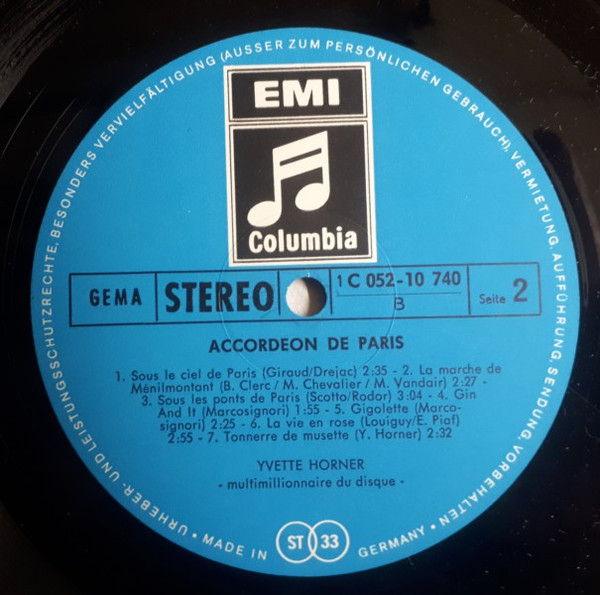 URHEBER- UND LEISTUNGSSCHUTZRECHTE, BESONDERS VERVIELFÄLTIGUNG (AUSSER ZUM PERSÖNLICHEN GEBRAUCH), VERMIETUNG, AUFFÜHRUNG, SENDUNG VORBEHALTEN
EMI
Columbia
GEMA STEREO 1 C 052-10 740 Seite 2
B
ACCORDEON DE PARIS
1. Sous le ciel de Paris (Giraud/Drejac) 2:35 - 2. La marche de
Ménilmontant (B. Clerc / M. Chevalier / M. Vandair) 2:27 -
3. Sous les ponts de Paris (Scotto/Rodor) 3:04 - 4. Gin
And It (Marcosignori) 1:55 - 5. Gigolette (Marco-
signori) 2:25 - 6. La vie en rose (Louiguy/E. Piaf)
2:55 - 7. Tonnerre de musette (Y. Horner) 2:32
YVETTE HORNER
- multimillionnaire du disque -
• MADE IN ST 33 GERMANY •